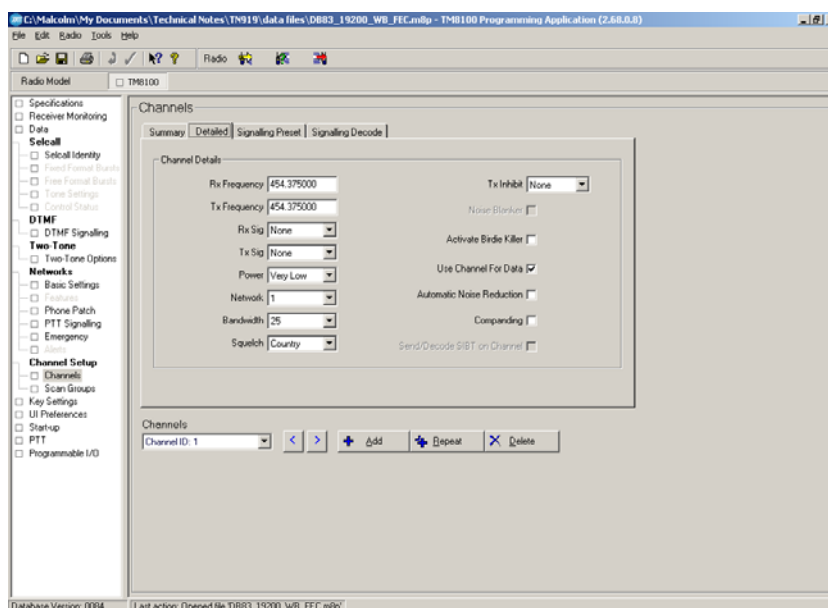 C:\Malcolm\My Documents\Technical Notes\TN919\data files\DB83_19200_WB_FEC.m8p - TM8100 Programming Application (2.68.0.8)
File Edit Radio Tools Help
Radio
Radio Model
TM8100
Specifications
Receiver Monitoring
Data
Selcall
Selcall Identity
Fixed Format Bursts
Free Format Bursts
Tone Settings
Control Status
DTMF
DTMF Signalling
Two-Tone
Two-Tone Options
Networks
Basic Settings
Features
Phone Patch
PTT Signalling
Emergency
Alerts
Channel Setup
Channels
Scan Groups
Key Settings
UI Preferences
Start-up
PTT
Programmable I/O
Channels
Summary Detailed Signalling Preset Signalling Decode
Channel Details
Rx Frequency 454.375000
Tx Frequency 454.375000
Rx Sig None
Tx Sig None
Power Very Low
Network 1
Bandwidth 25
Squelch Country
Tx Inhibit None
Noise Blanker
Activate Birdie Killer
Use Channel For Data
Automatic Noise Reduction
Companding
Send/Decode SIBT on Channel
Channels
Channel ID: 1
< > Add Repeat Delete
Database Version: 0084
Last action: Opened file 'DB83_19200_WB_FEC.m8p'